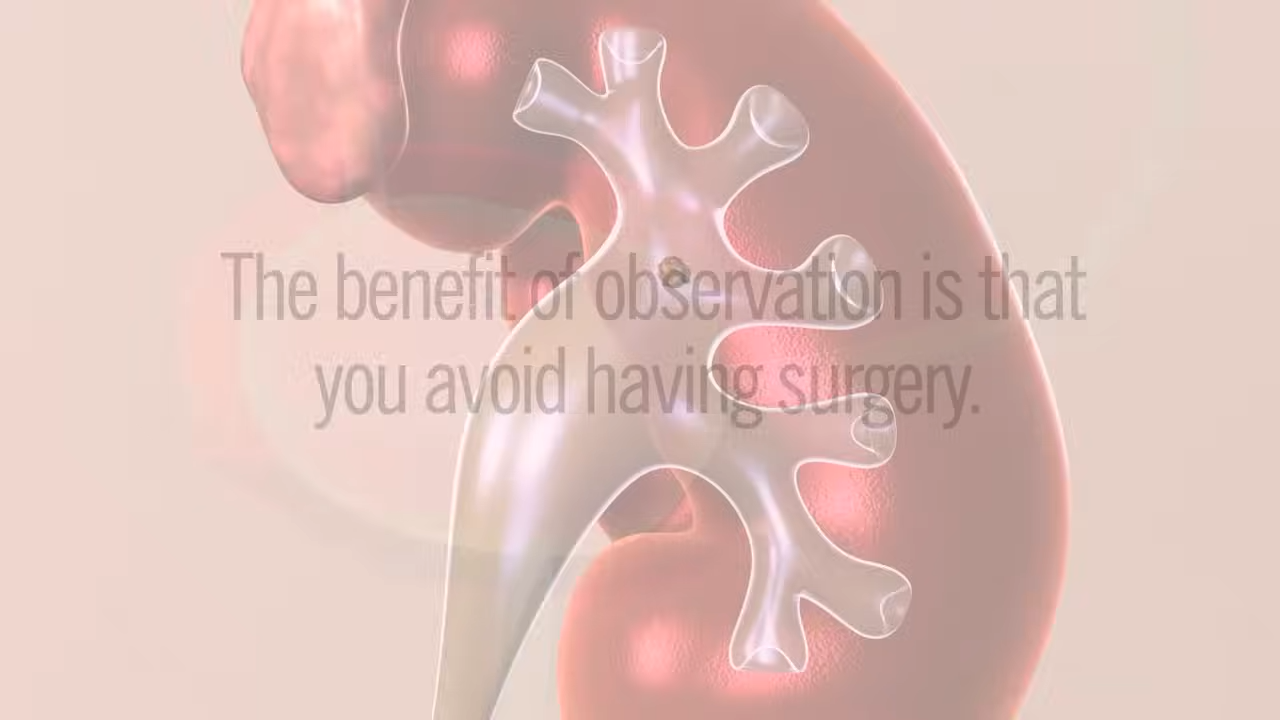 The benefit of observation is that
you avoid having surgery.